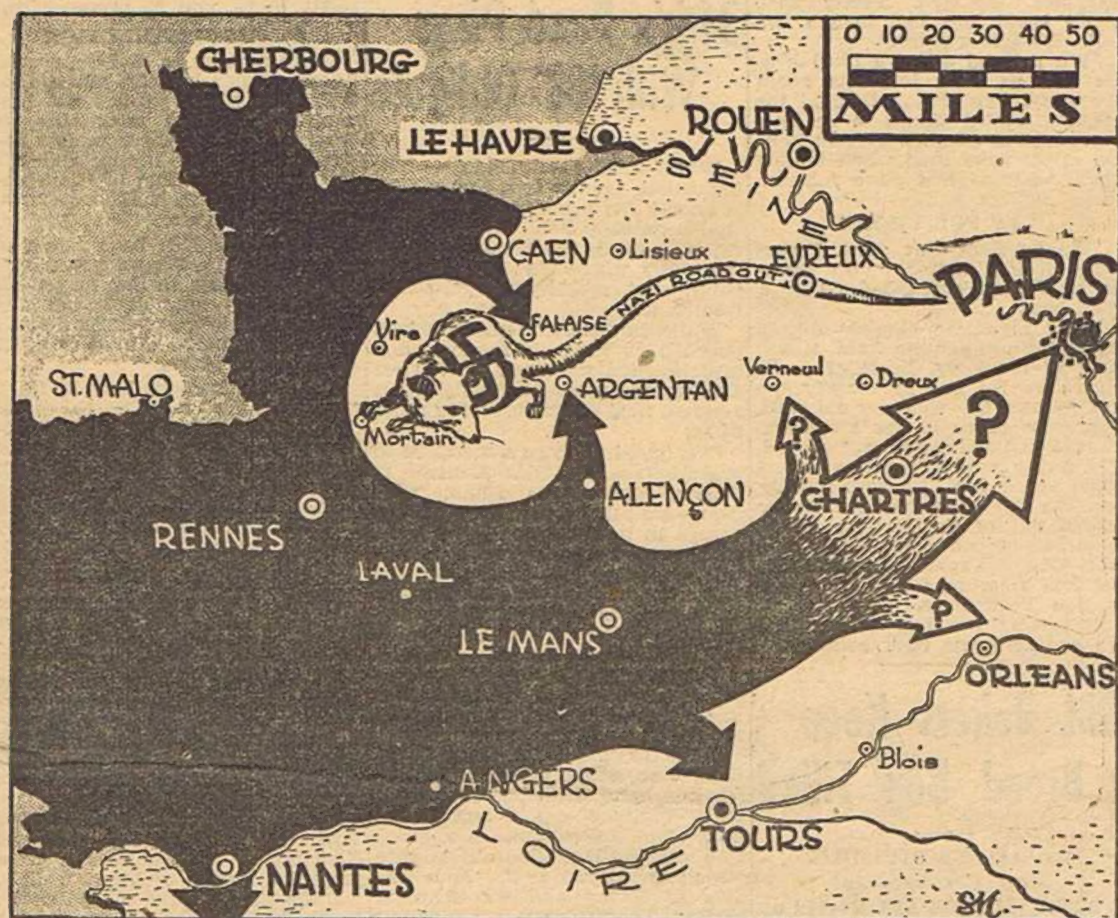 0 10 20 30 40 50
MILES
CHERBOURG
LE HAVRE
ROUEN
SEINE
CAEN
Lisieux
EVREUX
NAZI ROAD OUT
PARIS
Vire
FALAISE
ST. MALO
ARGENTAN
Verneuil
Dreux
Mortain
?
?
ALENÇON
CHARTRES
RENNES
LAVAL
LE MANS
?
ORLEANS
Blois
ANGERS
LOIRE
TOURS
NANTES